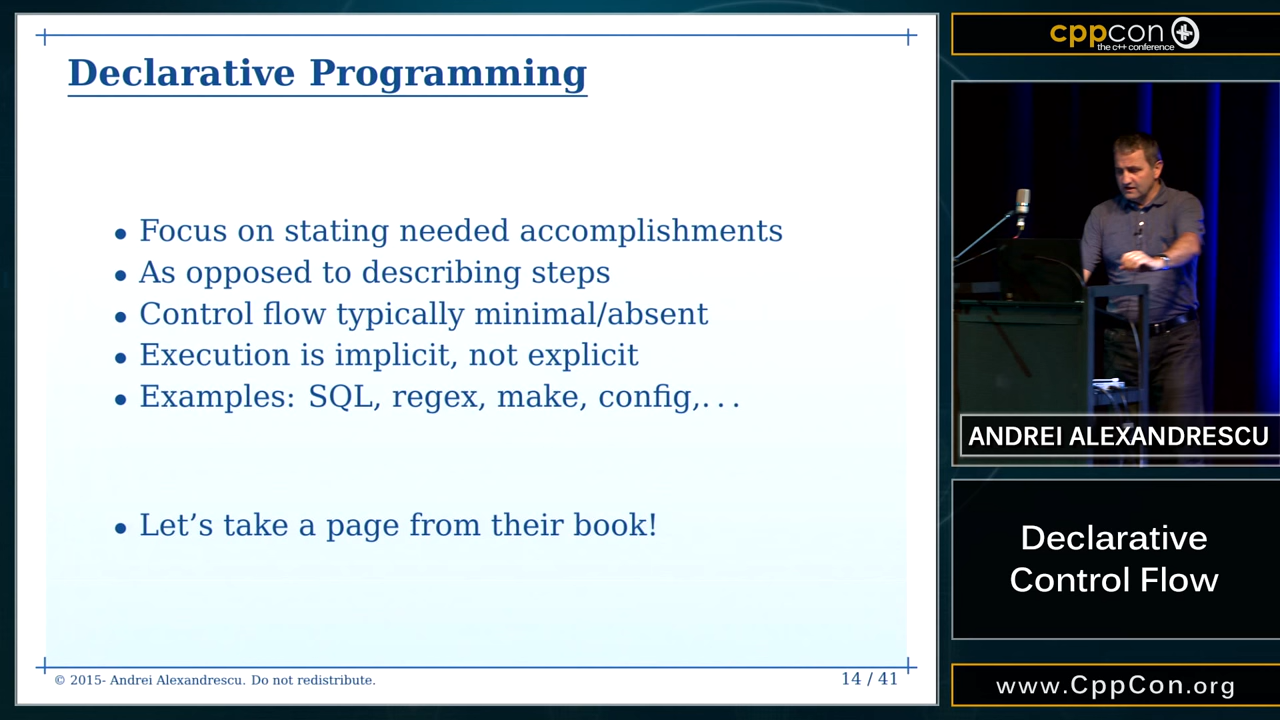 Declarative Programming
• Focus on stating needed accomplishments
• As opposed to describing steps
• Control flow typically minimal/absent
• Execution is implicit, not explicit
• Examples: SQL, regex, make, config,...
• Let's take a page from their book!
© 2015- Andrei Alexandrescu. Do not redistribute.
14 / 41
cppcon
the c++ conference
ANDREI ALEXANDRESCU
Declarative
Control Flow
www.CppCon.org